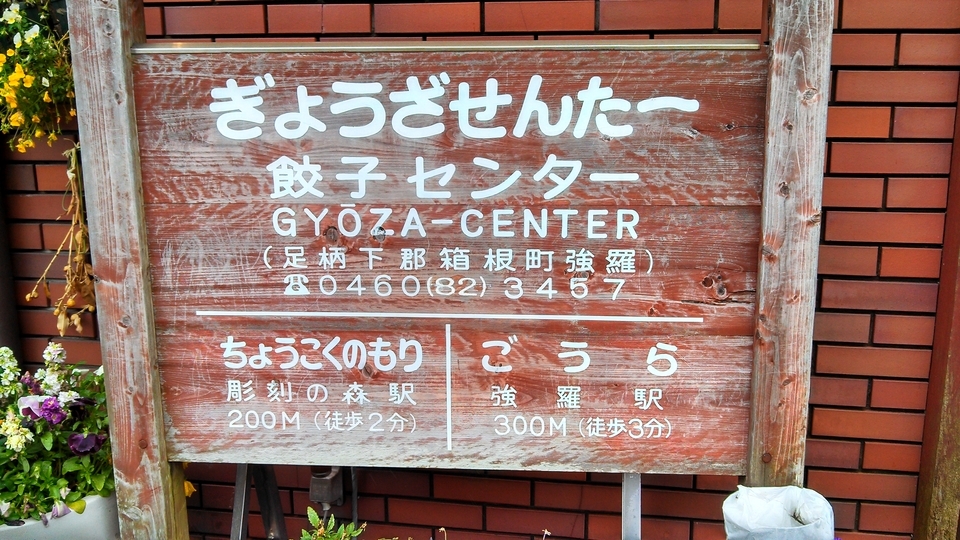 ぎょうざせんたー
餃子センター
GYŌZA-CENTER
(足柄下郡箱根町強羅)
☎0460(82)3457
ちょうこくのもり
彫刻の森駅
200M(徒歩2分)
ごうら
強羅駅
300M(徒歩3分)